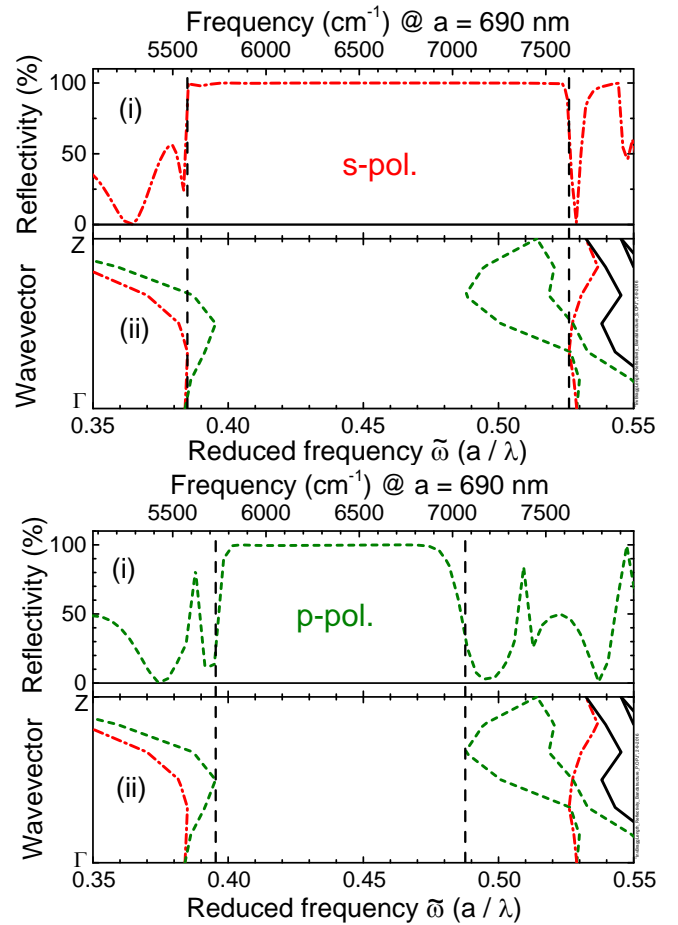 Frequency (cm⁻¹) @ a = 690 nm
5500 6000 6500 7000 7500
Reflectivity (%)
100
50
0
(i)
s-pol.
Wavevector
Z
Γ
(ii)
0.35 0.40 0.45 0.50 0.55
Reduced frequency ω̃ (a / λ)
Frequency (cm⁻¹) @ a = 690 nm
5500 6000 6500 7000 7500
Reflectivity (%)
100
50
0
(i)
p-pol.
Wavevector
Z
Γ
(ii)
0.35 0.40 0.45 0.50 0.55
Reduced frequency ω̃ (a / λ)